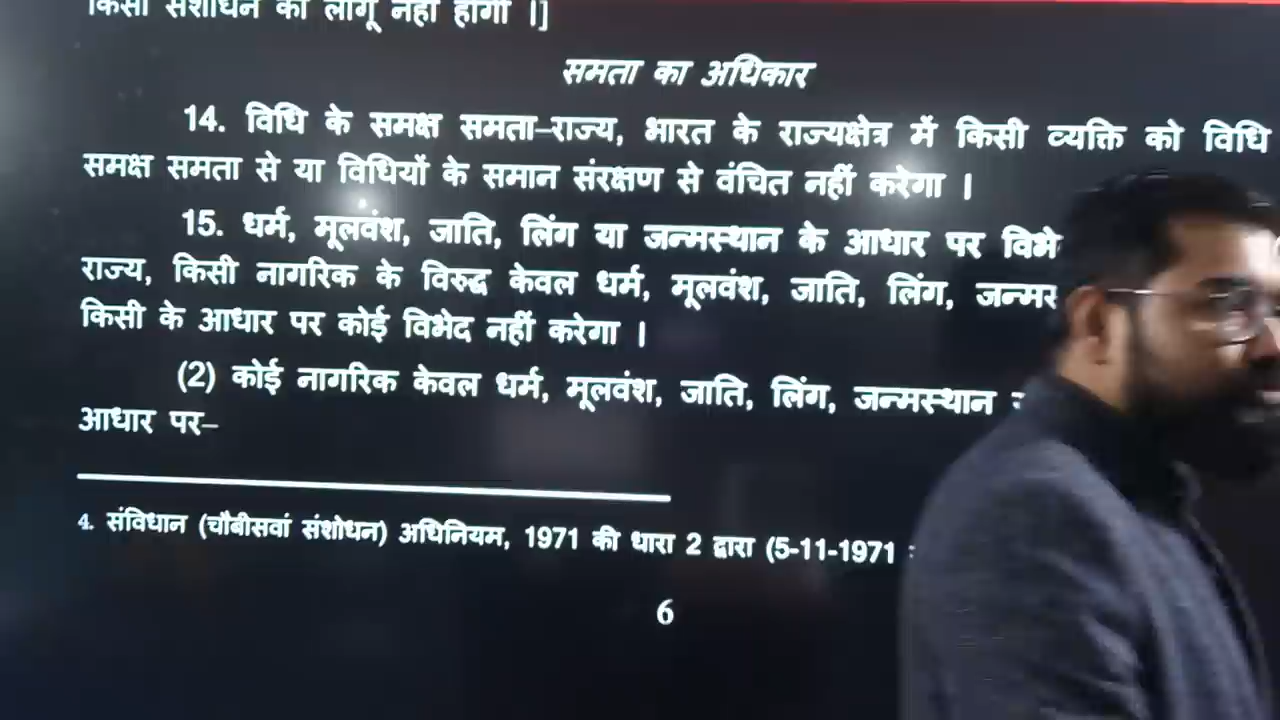 किसी संशोधन को लागू नहीं होगी ।]
समता का अधिकार
14. विधि के समक्ष समता–राज्य, भारत के राज्यक्षेत्र में किसी व्यक्ति को विधि
समक्ष समता से या विधियों के समान संरक्षण से वंचित नहीं करेगा ।
15. धर्म, मूलवंश, जाति, लिंग या जन्मस्थान के आधार पर
राज्य, किसी नागरिक के विरुद्ध केवल धर्म, मूलवंश, जाति, लिंग,
किसी के आधार पर कोई विभेद नहीं करेगा ।
(2) कोई नागरिक केवल धर्म, मूलवंश, जाति, लिंग, जन्मस्थान
आधार पर–
4. संविधान (चौबीसवां संशोधन) अधिनियम, 1971 की धारा 2 द्वारा (5-11-1971
6